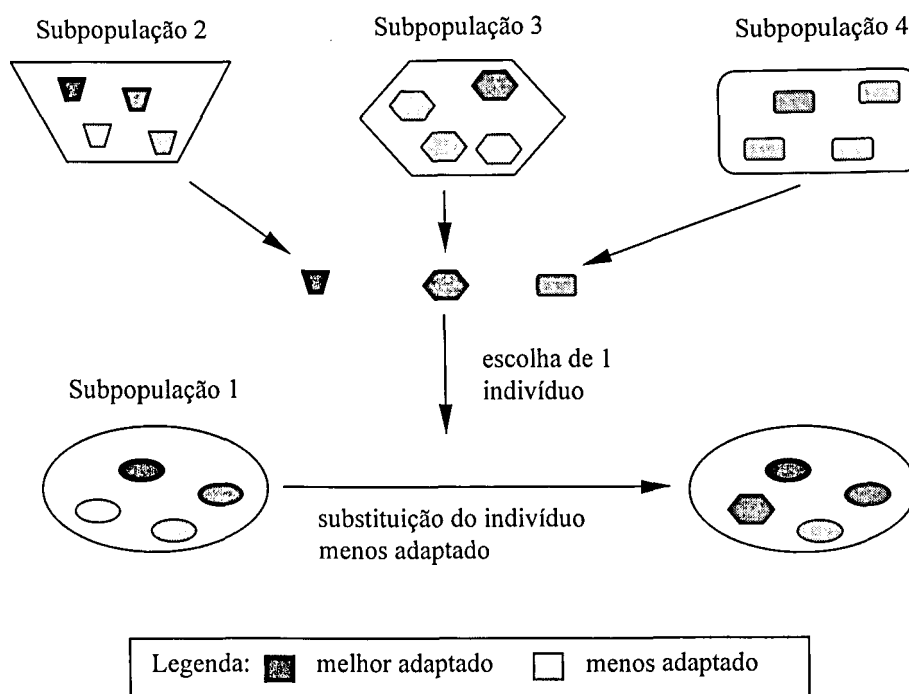 Subpopulação 2
Subpopulação 3
Subpopulação 4
escolha de 1
indivíduo
Subpopulação 1
substituição do indivíduo
menos adaptado
Legenda: melhor adaptado menos adaptado